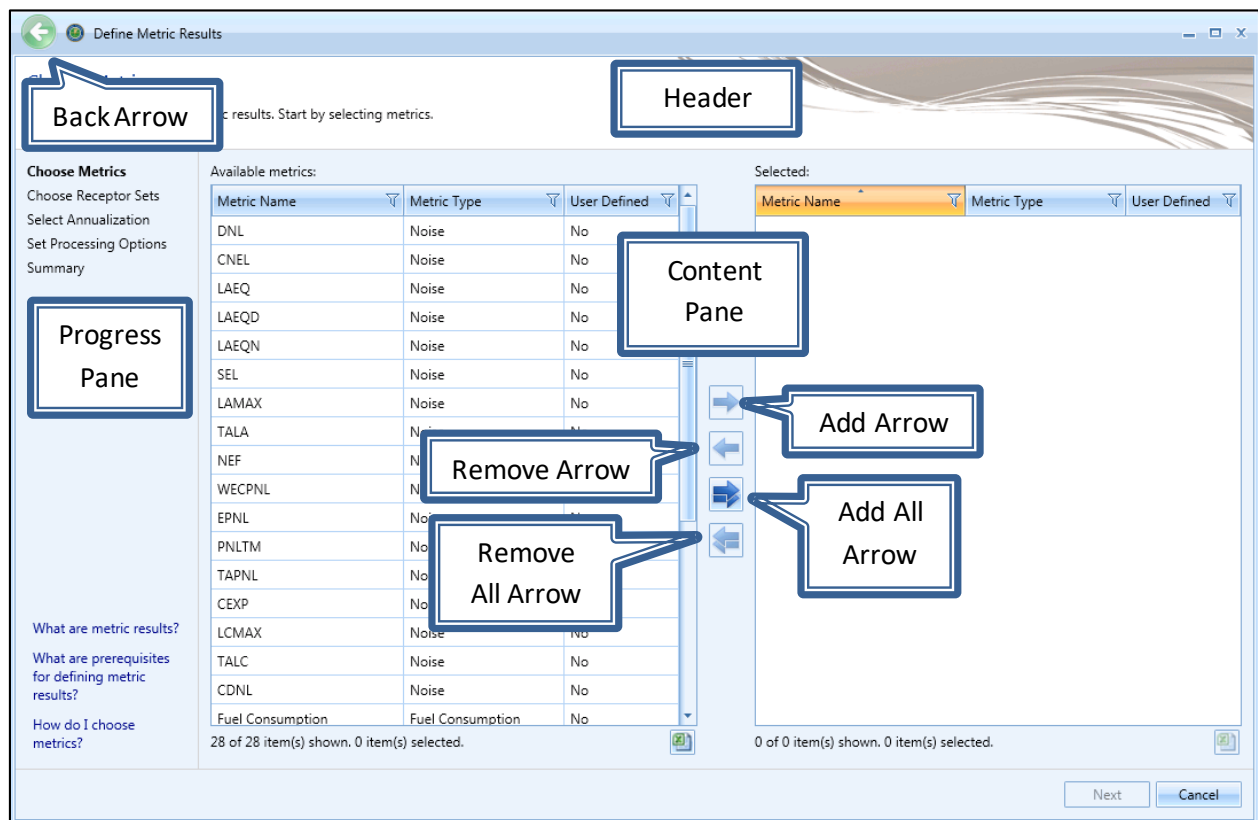 Define Metric Results
Back Arrow
Header
results. Start by selecting metrics.
Choose Metrics
Choose Receptor Sets
Select Annualization
Set Processing Options
Summary
Progress
Pane
What are metric results?
What are prerequisites
for defining metric
results?
How do I choose
metrics?
Available metrics:
Metric Name Metric Type User Defined
DNL Noise No
CNEL Noise No
LAEQ Noise No
LAEQD Noise No
LAEQN Noise No
SEL Noise No
LAMAX Noise No
TALA
NEF
WECPNL
EPNL
PNLTM
TAPNL
CEXP
LCMAX Noise No
TALC Noise No
CDNL Noise No
Fuel Consumption Fuel Consumption No
28 of 28 item(s) shown. 0 item(s) selected.
Content
Pane
Add Arrow
Remove Arrow
Add All
Arrow
Remove
All Arrow
Selected:
Metric Name Metric Type User Defined
0 of 0 item(s) shown. 0 item(s) selected.
Next Cancel